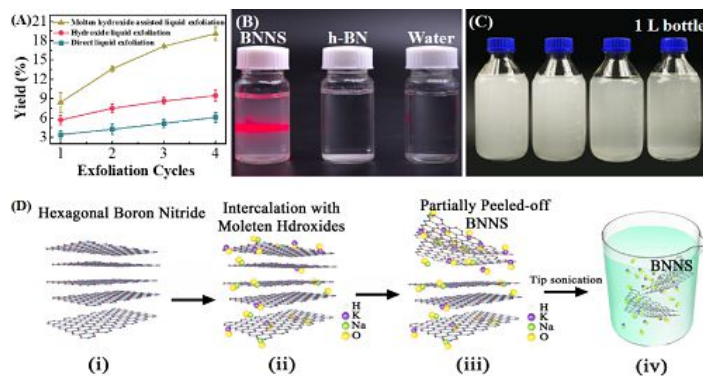 (A)
21
18
15
12
9
6
3
Yield (%)
Molten hydroxide assisted liquid exfoliation
Hydroxide liquid exfoliation
Direct liquid exfoliation
1 2 3 4
Exfoliation Cycles
(B)
BNNS h-BN Water
(C)
1 L bottle
(D)
Hexagonal Boron Nitride
(i)
Intercalation with
Moleten Hdroxides
H
K
Na
O
(ii)
Partially Peeled-off
BNNS
H
K
Na
O
(iii)
Tip sonication
BNNS
(iv)